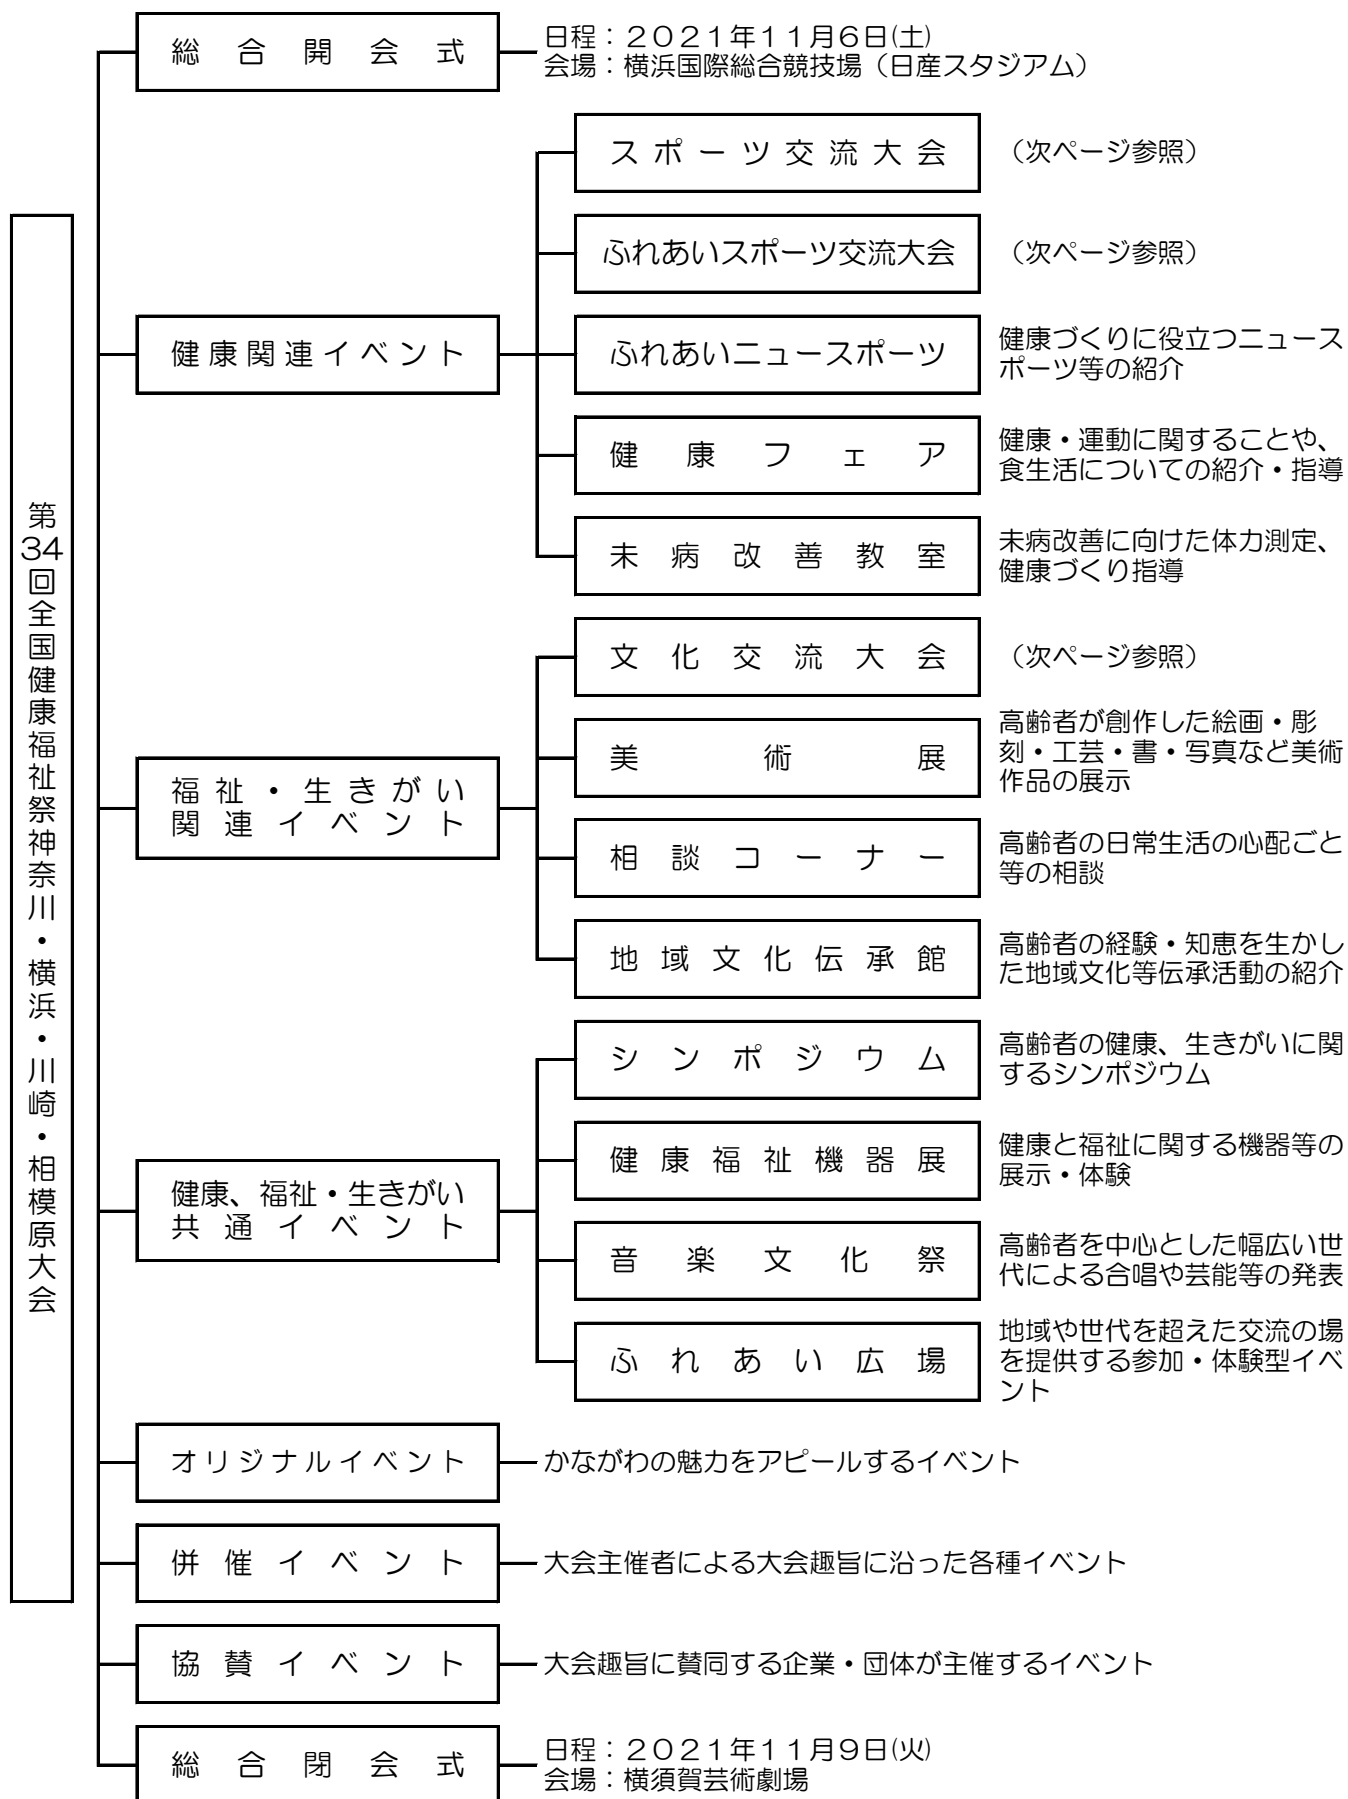 第34回全国健康福祉祭神奈川・横浜・川崎・相模原大会
総合開会式
日程：２０２１年１１月６日(土)
会場：横浜国際総合競技場（日産スタジアム）
健康関連イベント
スポーツ交流大会
（次ページ参照）
ふれあいスポーツ交流大会
（次ページ参照）
ふれあいニュースポーツ
健康づくりに役立つニュース
ポーツ等の紹介
健康フェア
健康・運動に関することや、
食生活についての紹介・指導
未病改善教室
未病改善に向けた体力測定、
健康づくり指導
福祉・生きがい
関連イベント
文化交流大会
（次ページ参照）
美術展
高齢者が創作した絵画・彫
刻・工芸・書・写真など美術
作品の展示
相談コーナー
高齢者の日常生活の心配ごと
等の相談
地域文化伝承館
高齢者の経験・知恵を生かし
た地域文化等伝承活動の紹介
健康、福祉・生きがい
共通イベント
シンポジウム
高齢者の健康、生きがいに関
するシンポジウム
健康福祉機器展
健康と福祉に関する機器等の
展示・体験
音楽文化祭
高齢者を中心とした幅広い世
代による合唱や芸能等の発表
ふれあい広場
地域や世代を超えた交流の場
を提供する参加・体験型イベ
ント
オリジナルイベント
かながわの魅力をアピールするイベント
併催イベント
大会主催者による大会趣旨に沿った各種イベント
協賛イベント
大会趣旨に賛同する企業・団体が主催するイベント
総合閉会式
日程：２０２１年１１月９日(火)
会場：横須賀芸術劇場